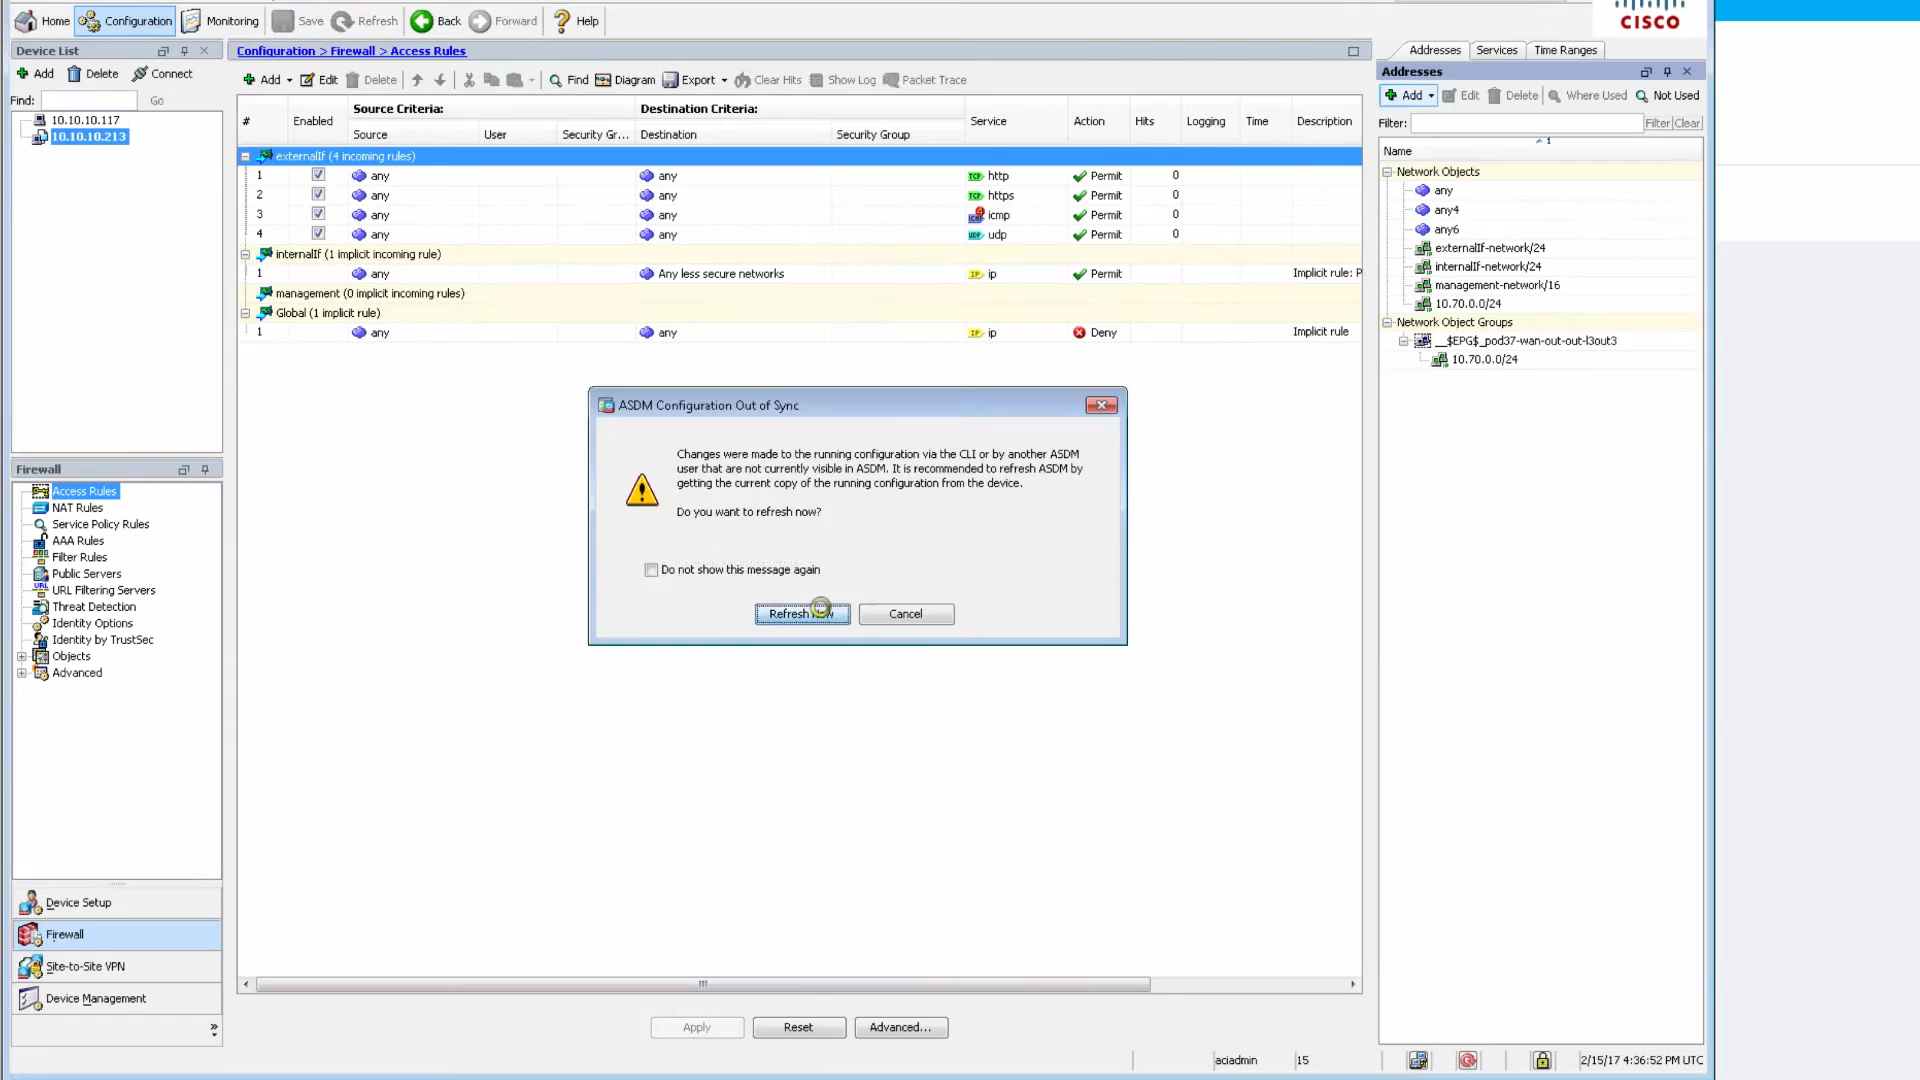 Home Configuration Monitoring Save Refresh Back Forward Help
CISCO
Device List
Configuration > Firewall > Access Rules
Addresses Services Time Ranges
Add Delete Connect
Add Edit Delete Find Diagram Export Clear Hits Show Log Packet Trace
Addresses
Add Edit Delete Where Used Not Used
Find: Go
Filter: Filter Clear
# Enabled Source Criteria: Destination Criteria: Service Action Hits Logging Time Description
Source User Security Gr... Destination Security Group
Name
10.10.10.117
10.10.10.213
externalIf (4 incoming rules)
1 any any http Permit 0
2 any any https Permit 0
3 any any icmp Permit 0
4 any any udp Permit 0
internalIf (1 implicit incoming rule)
1 any Any less secure networks ip Permit Implicit rule: P
management (0 implicit incoming rules)
Global (1 implicit rule)
1 any any ip Deny Implicit rule
1
Network Objects
any
any4
any6
externalIf-network/24
internalIf-network/24
management-network/16
10.70.0.0/24
Network Object Groups
__$EPG$_pod37-wan-out-out-l3out3
10.70.0.0/24
ASDM Configuration Out of Sync
Changes were made to the running configuration via the CLI or by another ASDM
user that are not currently visible in ASDM. It is recommended to refresh ASDM by
getting the current copy of the running configuration from the device.
Do you want to refresh now?
Do not show this message again
Refresh Cancel
Firewall
Access Rules
NAT Rules
Service Policy Rules
AAA Rules
Filter Rules
Public Servers
URL Filtering Servers
Threat Detection
Identity Options
Identity by TrustSec
Objects
Advanced
Device Setup
Firewall
Site-to-Site VPN
Device Management
Apply Reset Advanced...
aciadmin 15 2/15/17 4:36:52 PM UTC